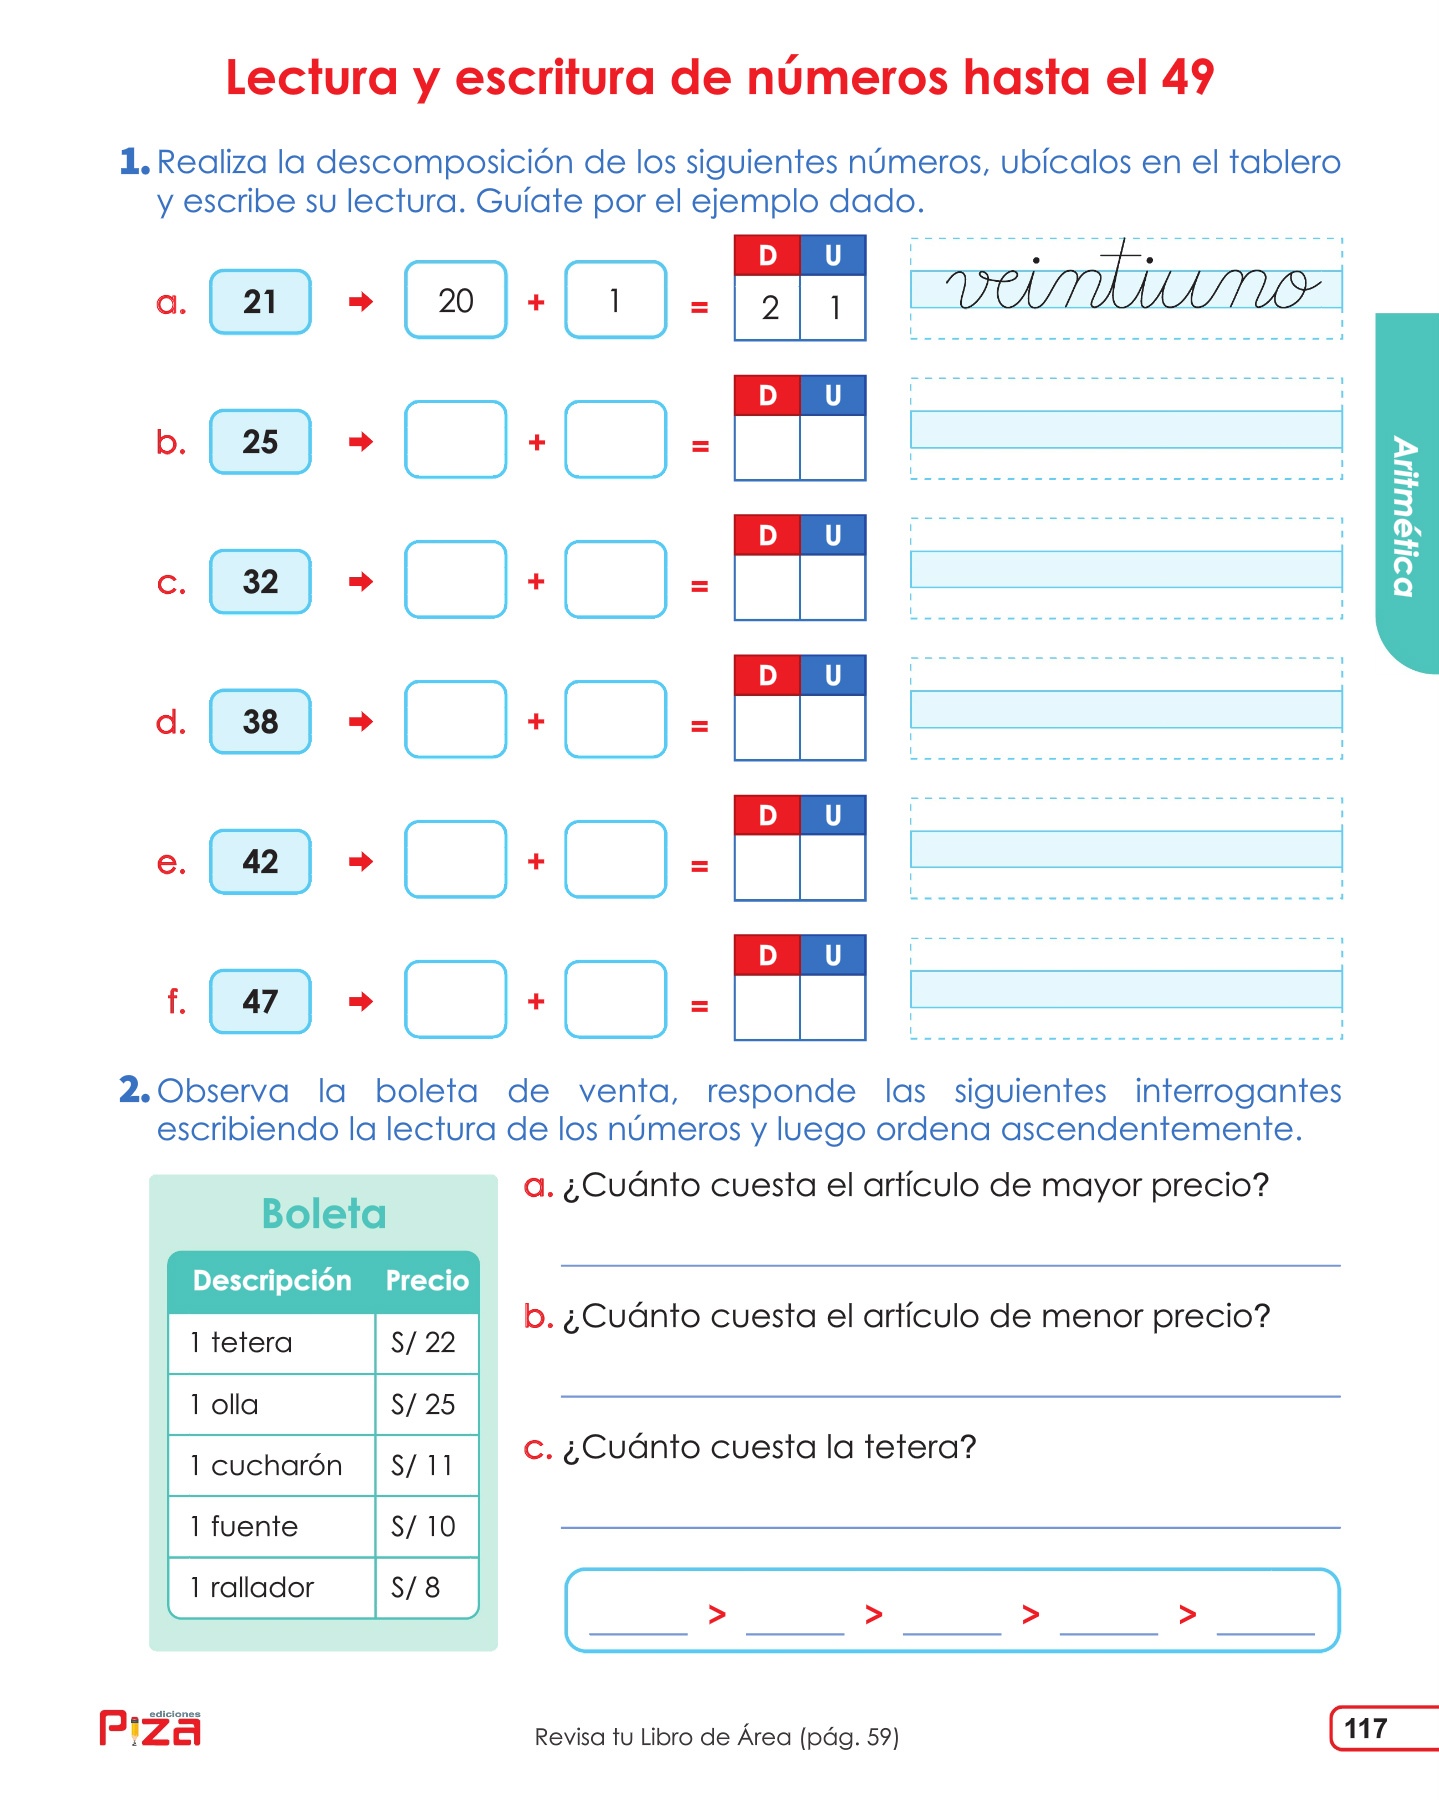 Lectura y escritura de números hasta el 49
1. Realiza la descomposición de los siguientes números, ubícalos en el tablero
y escribe su lectura. Guíate por el ejemplo dado.
D U
a. 21 20 + 1 = 2 1 veintiuno
D U
b. 25 + =
D U
c. 32 + =
D U
d. 38 + =
D U
e. 42 + =
D U
f. 47 + =
Aritmética
2. Observa la boleta de venta, responde las siguientes interrogantes
escribiendo la lectura de los números y luego ordena ascendentemente.
Boleta
Descripción Precio
1 tetera S/ 22
1 olla S/ 25
1 cucharón S/ 11
1 fuente S/ 10
1 rallador S/ 8
a. ¿Cuánto cuesta el artículo de mayor precio?
b. ¿Cuánto cuesta el artículo de menor precio?
c. ¿Cuánto cuesta la tetera?
> > > >
ediciones
Piza
Revisa tu Libro de Área (pág. 59)
117